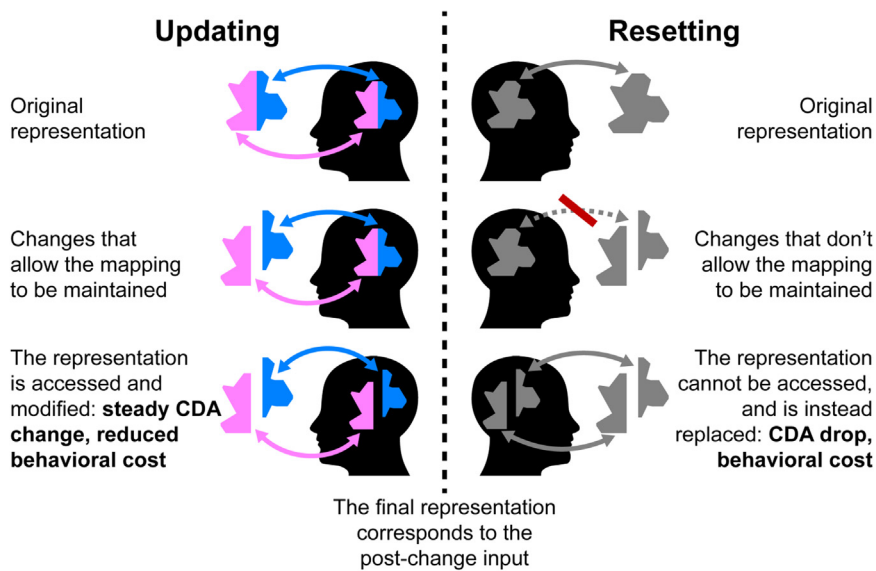 Updating
Original
representation
Changes that
allow the mapping
to be maintained
The representation
is accessed and
modified: steady CDA
change, reduced
behavioral cost
Resetting
Original
representation
Changes that don’t
allow the mapping
to be maintained
The representation
cannot be accessed,
and is instead
replaced: CDA drop,
behavioral cost
The final representation
corresponds to the
post-change input